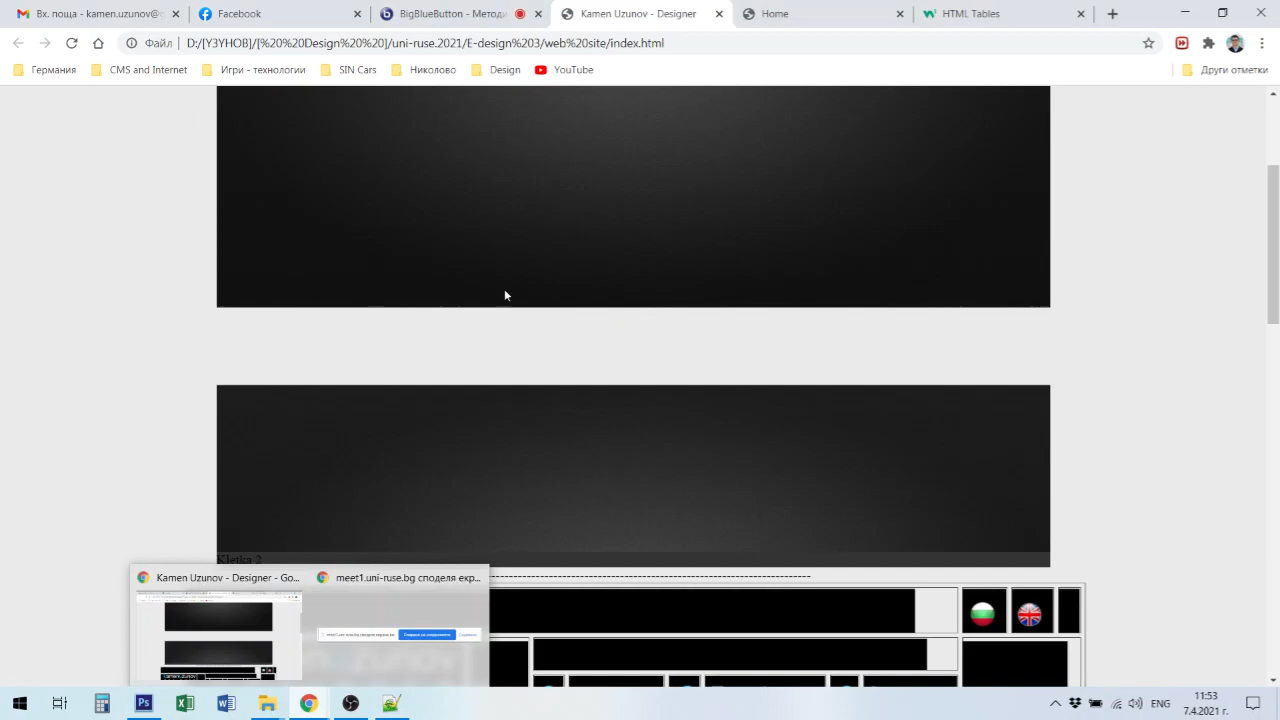 Вх. поща - kamen.uzunov@g
Facebook
BigBlueButton - Методи
Kamen Uzunov - Designer
Home
HTML Tables
Файл
D:/[Y3YHOB]/[%20%20Design%20%20]/uni-ruse.2021/E-design%203/web%20site/index.html
Германия
CMS and Internet
Игри - технологии
SIN Cars
Николово
Design
YouTube
Други отметки
Kletka 2
Kamen Uzunov - Designer - Go...
meet1.uni-ruse.bg споделя екр...
ENG
11:53
7.4.2021 г.